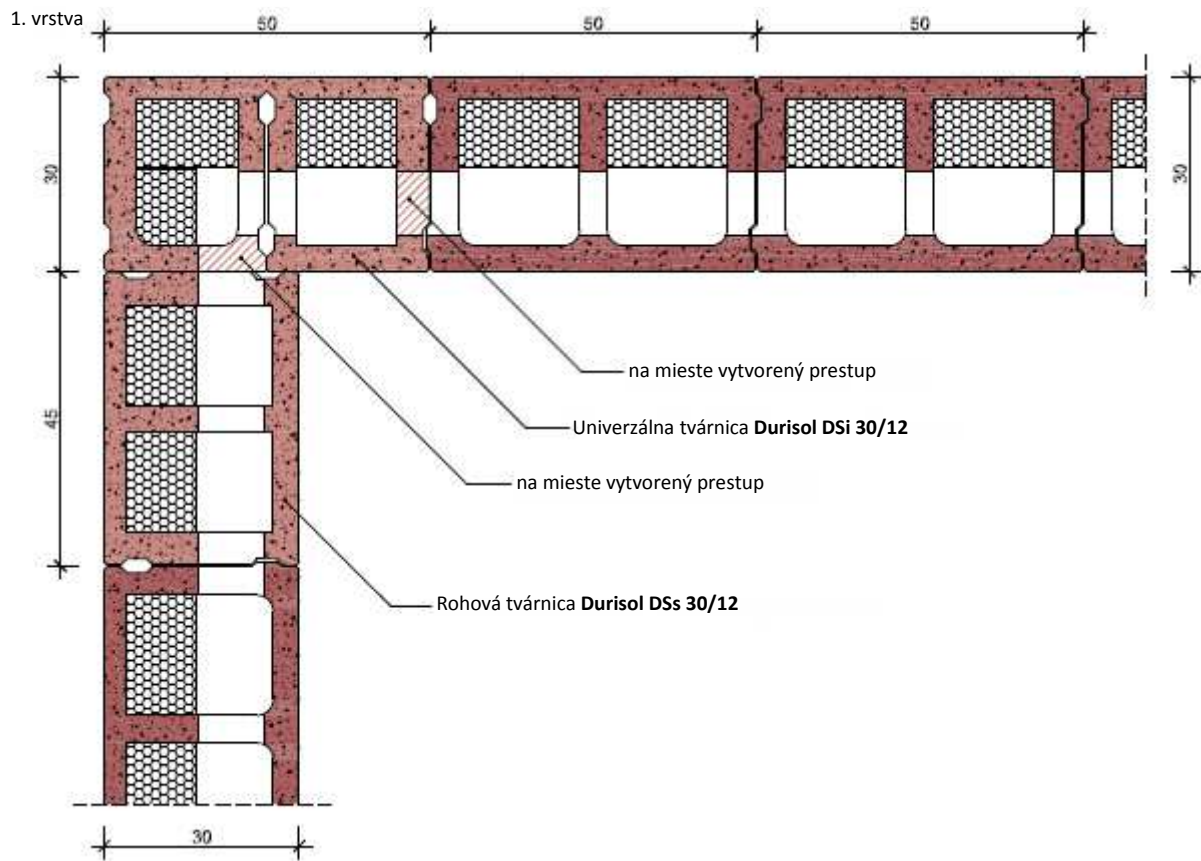 1. vrstva
50
50
50
30
30
na mieste vytvorený prestup
Univerzálna tvárnica Durisol DSi 30/12
45
na mieste vytvorený prestup
Rohová tvárnica Durisol DSs 30/12
30